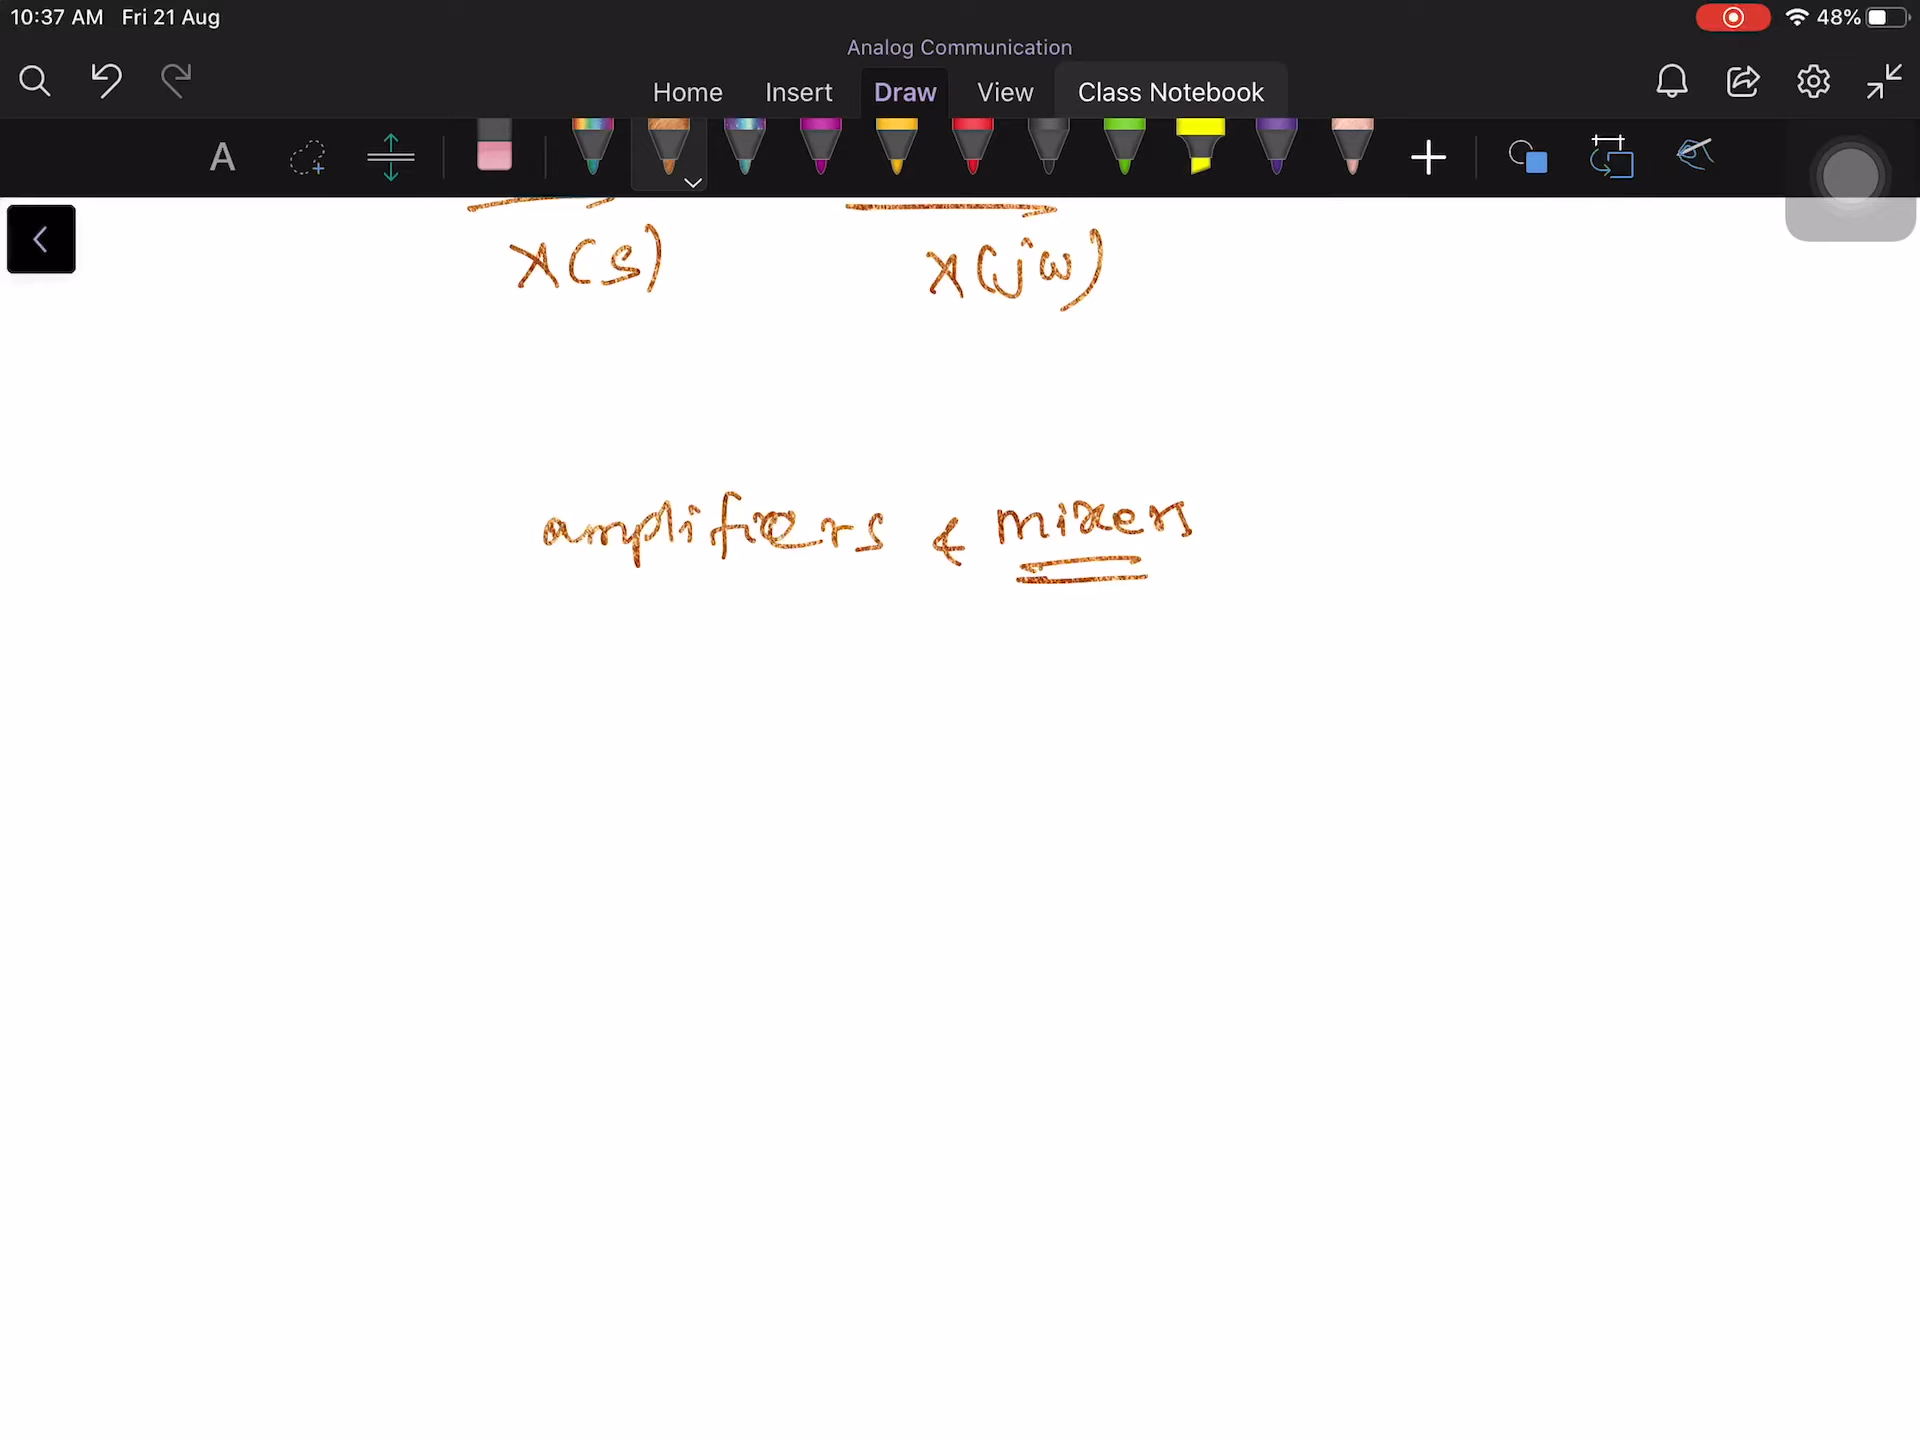 10:37 AM Fri 21 Aug 48%
Analog Communication
Home Insert Draw View Class Notebook
A
X(s) X(jω)
amplifiers & mixers